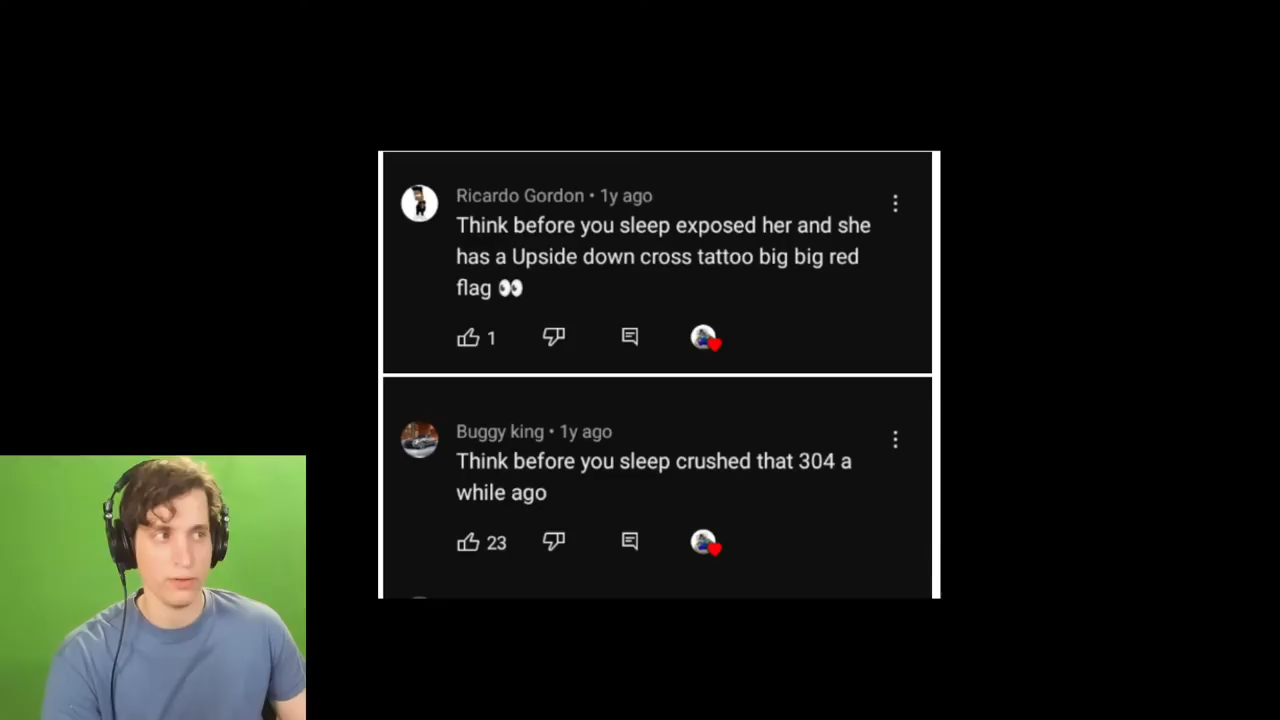 Ricardo Gordon • 1y ago
Think before you sleep exposed her and she
has a Upside down cross tattoo big big red
flag 👀
1
Buggy king • 1y ago
Think before you sleep crushed that 304 a
while ago
23